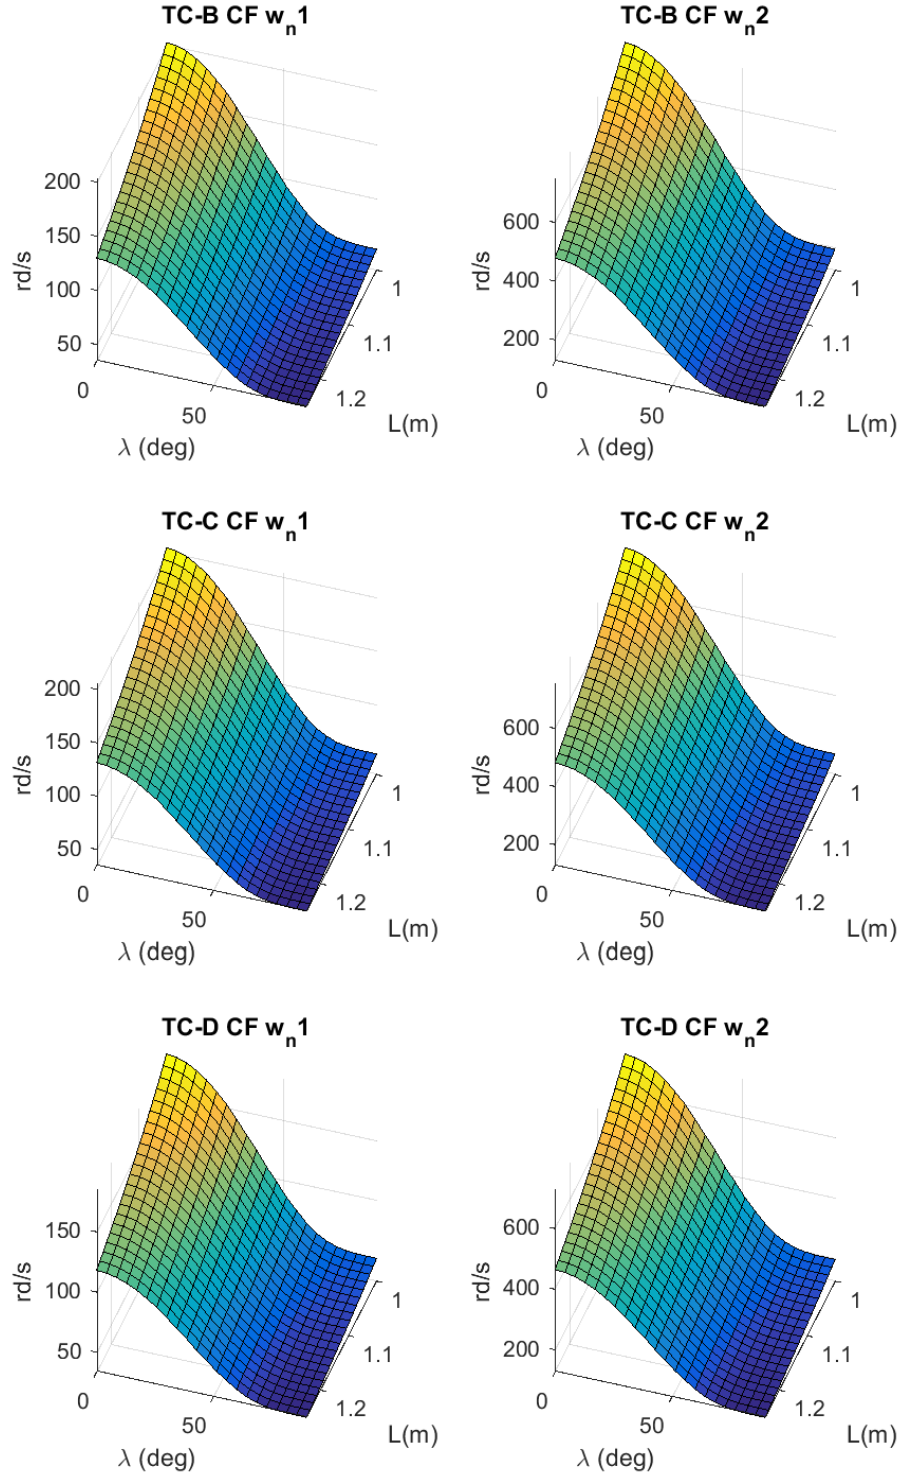 TC-B CF wn1
200
150
100
50
rd/s
0
50
λ (deg)
1
1.1
1.2
L(m)
TC-B CF wn2
600
400
200
rd/s
0
50
λ (deg)
1
1.1
1.2
L(m)
TC-C CF wn1
200
150
100
50
rd/s
0
50
λ (deg)
1
1.1
1.2
L(m)
TC-C CF wn2
600
400
200
rd/s
0
50
λ (deg)
1
1.1
1.2
L(m)
TC-D CF wn1
150
100
50
rd/s
0
50
λ (deg)
1
1.1
1.2
L(m)
TC-D CF wn2
600
400
200
rd/s
0
50
λ (deg)
1
1.1
1.2
L(m)